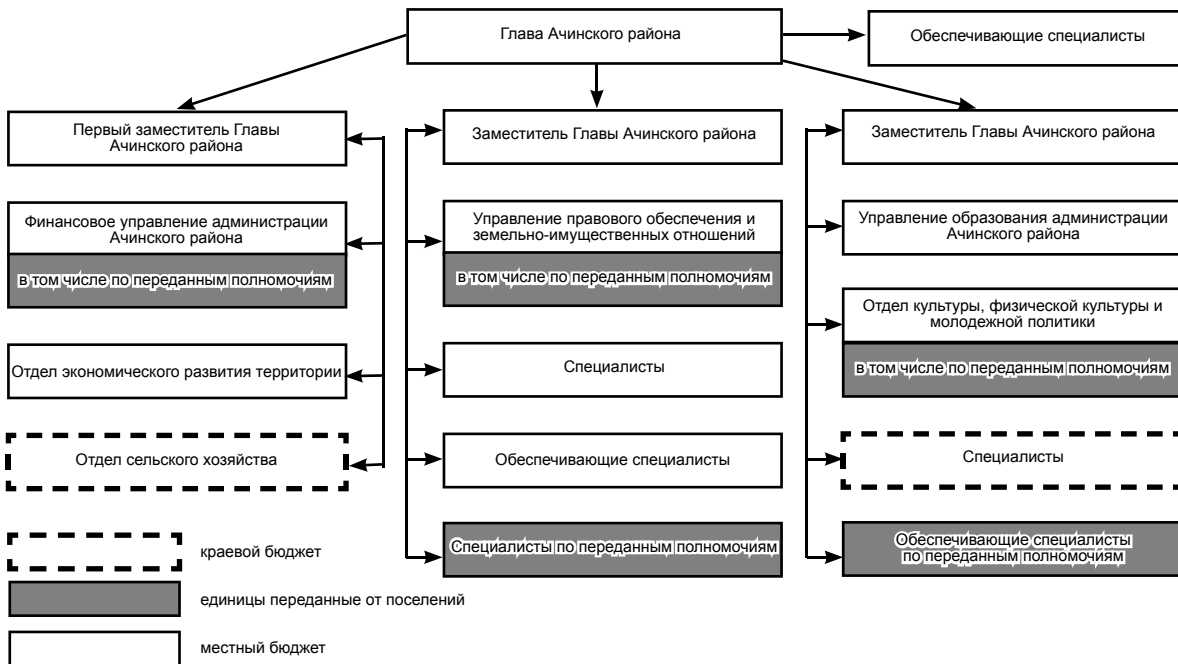 Глава Ачинского района
Обеспечивающие специалисты
Первый заместитель Главы
Ачинского района
Финансовое управление администрации
Ачинского района
в том числе по переданным полномочиям
Отдел экономического развития территории
Отдел сельского хозяйства
Заместитель Главы Ачинского района
Управление правового обеспечения и
земельно-имущественных отношений
в том числе по переданным полномочиям
Специалисты
Обеспечивающие специалисты
Специалисты по переданным полномочиям
Заместитель Главы Ачинского района
Управление образования администрации
Ачинского района
Отдел культуры, физической культуры и
молодежной политики
в том числе по переданным полномочиям
Специалисты
Обеспечивающие специалисты
по переданным полномочиям
краевой бюджет
единицы переданные от поселений
местный бюджет